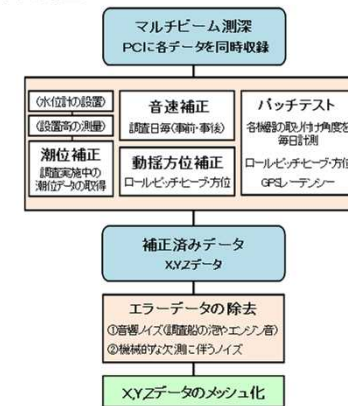 マルチビーム測深
PCに各データを同時収録
(水位計の設置)
(設置高の測量)
潮位補正
調査実施中の
潮位データの取得
音速補正
調査日毎(事前・事後)
動揺方位補正
ロール・ピッチ・ヒーブ・方位
パッチテスト
各機器の取り付け角度を
毎日計測
ロール・ピッチ・ヒーブ・方位
GPSレーテンシー
補正済みデータ
X,Y,Zデータ
エラーデータの除去
①音響ノイズ(調査船の泡やエンジン音)
②機械的な欠測に伴うノイズ
X,Y,Zデータのメッシュ化